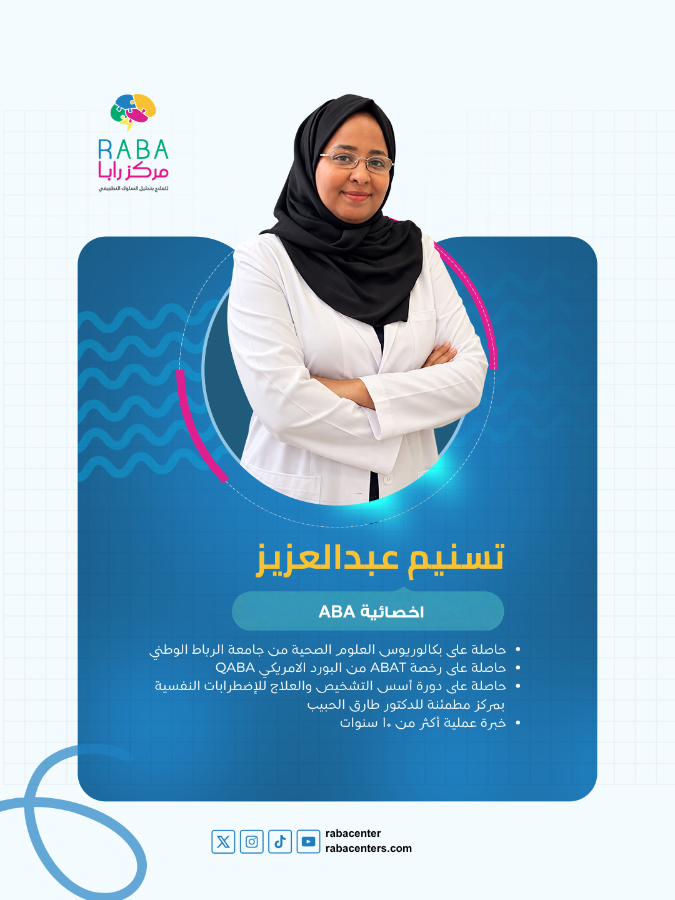 RABA
مركز رابا
للعلاج بتحليل السلوك التطبيقي
تسنيم عبدالعزيز
اخصائية ABA
• حاصلة على بكالوريوس العلوم الصحية من جامعة الرباط الوطني
• حاصلة على رخصة ABAT من البورد الامريكي QABA
• حاصلة على دورة أسس التشخيص والعلاج للإضطرابات النفسية
بمركز مطمئنة للدكتور طارق الحبيب
• خبرة عملية أكثر من ١٠ سنوات
rabacenter
rabacenters.com